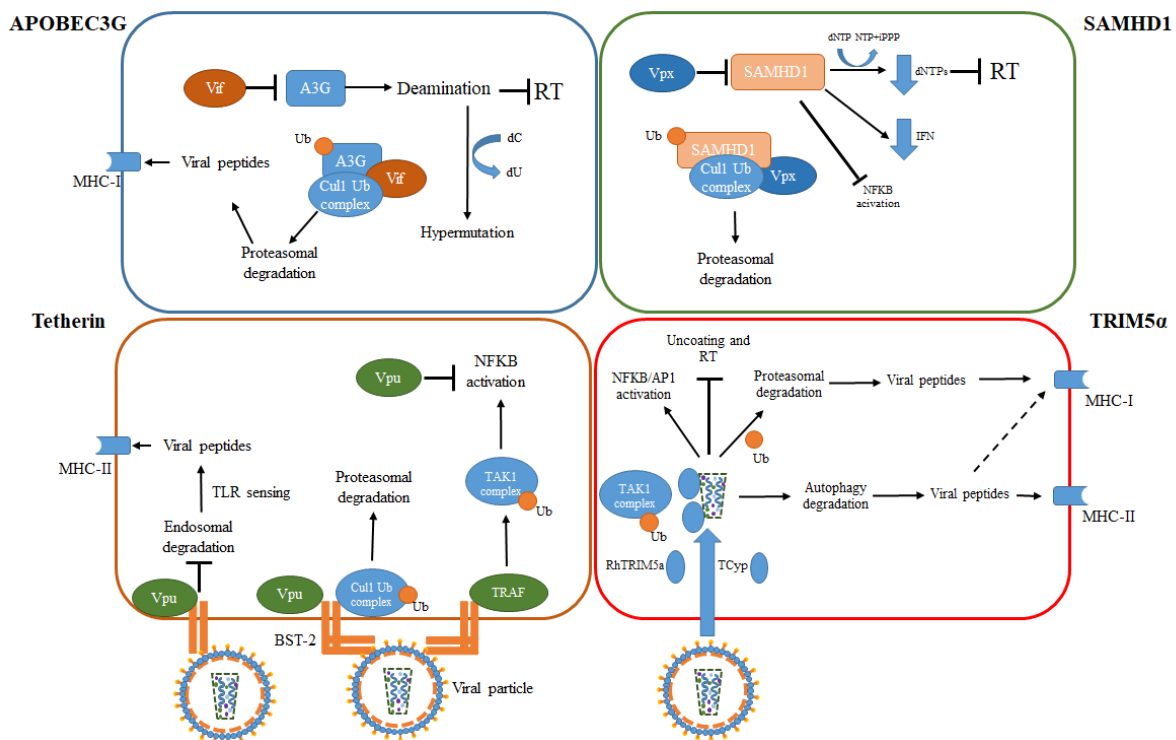 APOBEC3G
Vif
A3G
Deamination
RT
dC
dU
Hypermutation
Ub
A3G
Cul1 Ub
complex
Vif
Viral peptides
MHC-I
Proteasomal
degradation
SAMHD1
Vpx
SAMHD1
dNTP NTP+iPPP
dNTPs
RT
IFN
NFKB
acivation
Ub
SAMHD1
Cul1 Ub
complex
Vpx
Proteasomal
degradation
Tetherin
Vpu
NFKB
activation
Viral peptides
MHC-II
TLR sensing
Proteasomal
degradation
TAK1
complex
Ub
Endosomal
degradation
Vpu
Vpu
Cul1 Ub
complex
Ub
TRAF
BST-2
Viral particle
TRIM5α
Uncoating and
RT
NFKB/AP1
activation
Proteasomal
degradation
Viral peptides
MHC-I
Ub
TAK1
complex
Ub
Autophagy
degradation
Viral peptides
MHC-II
RhTRIM5a
TCyp